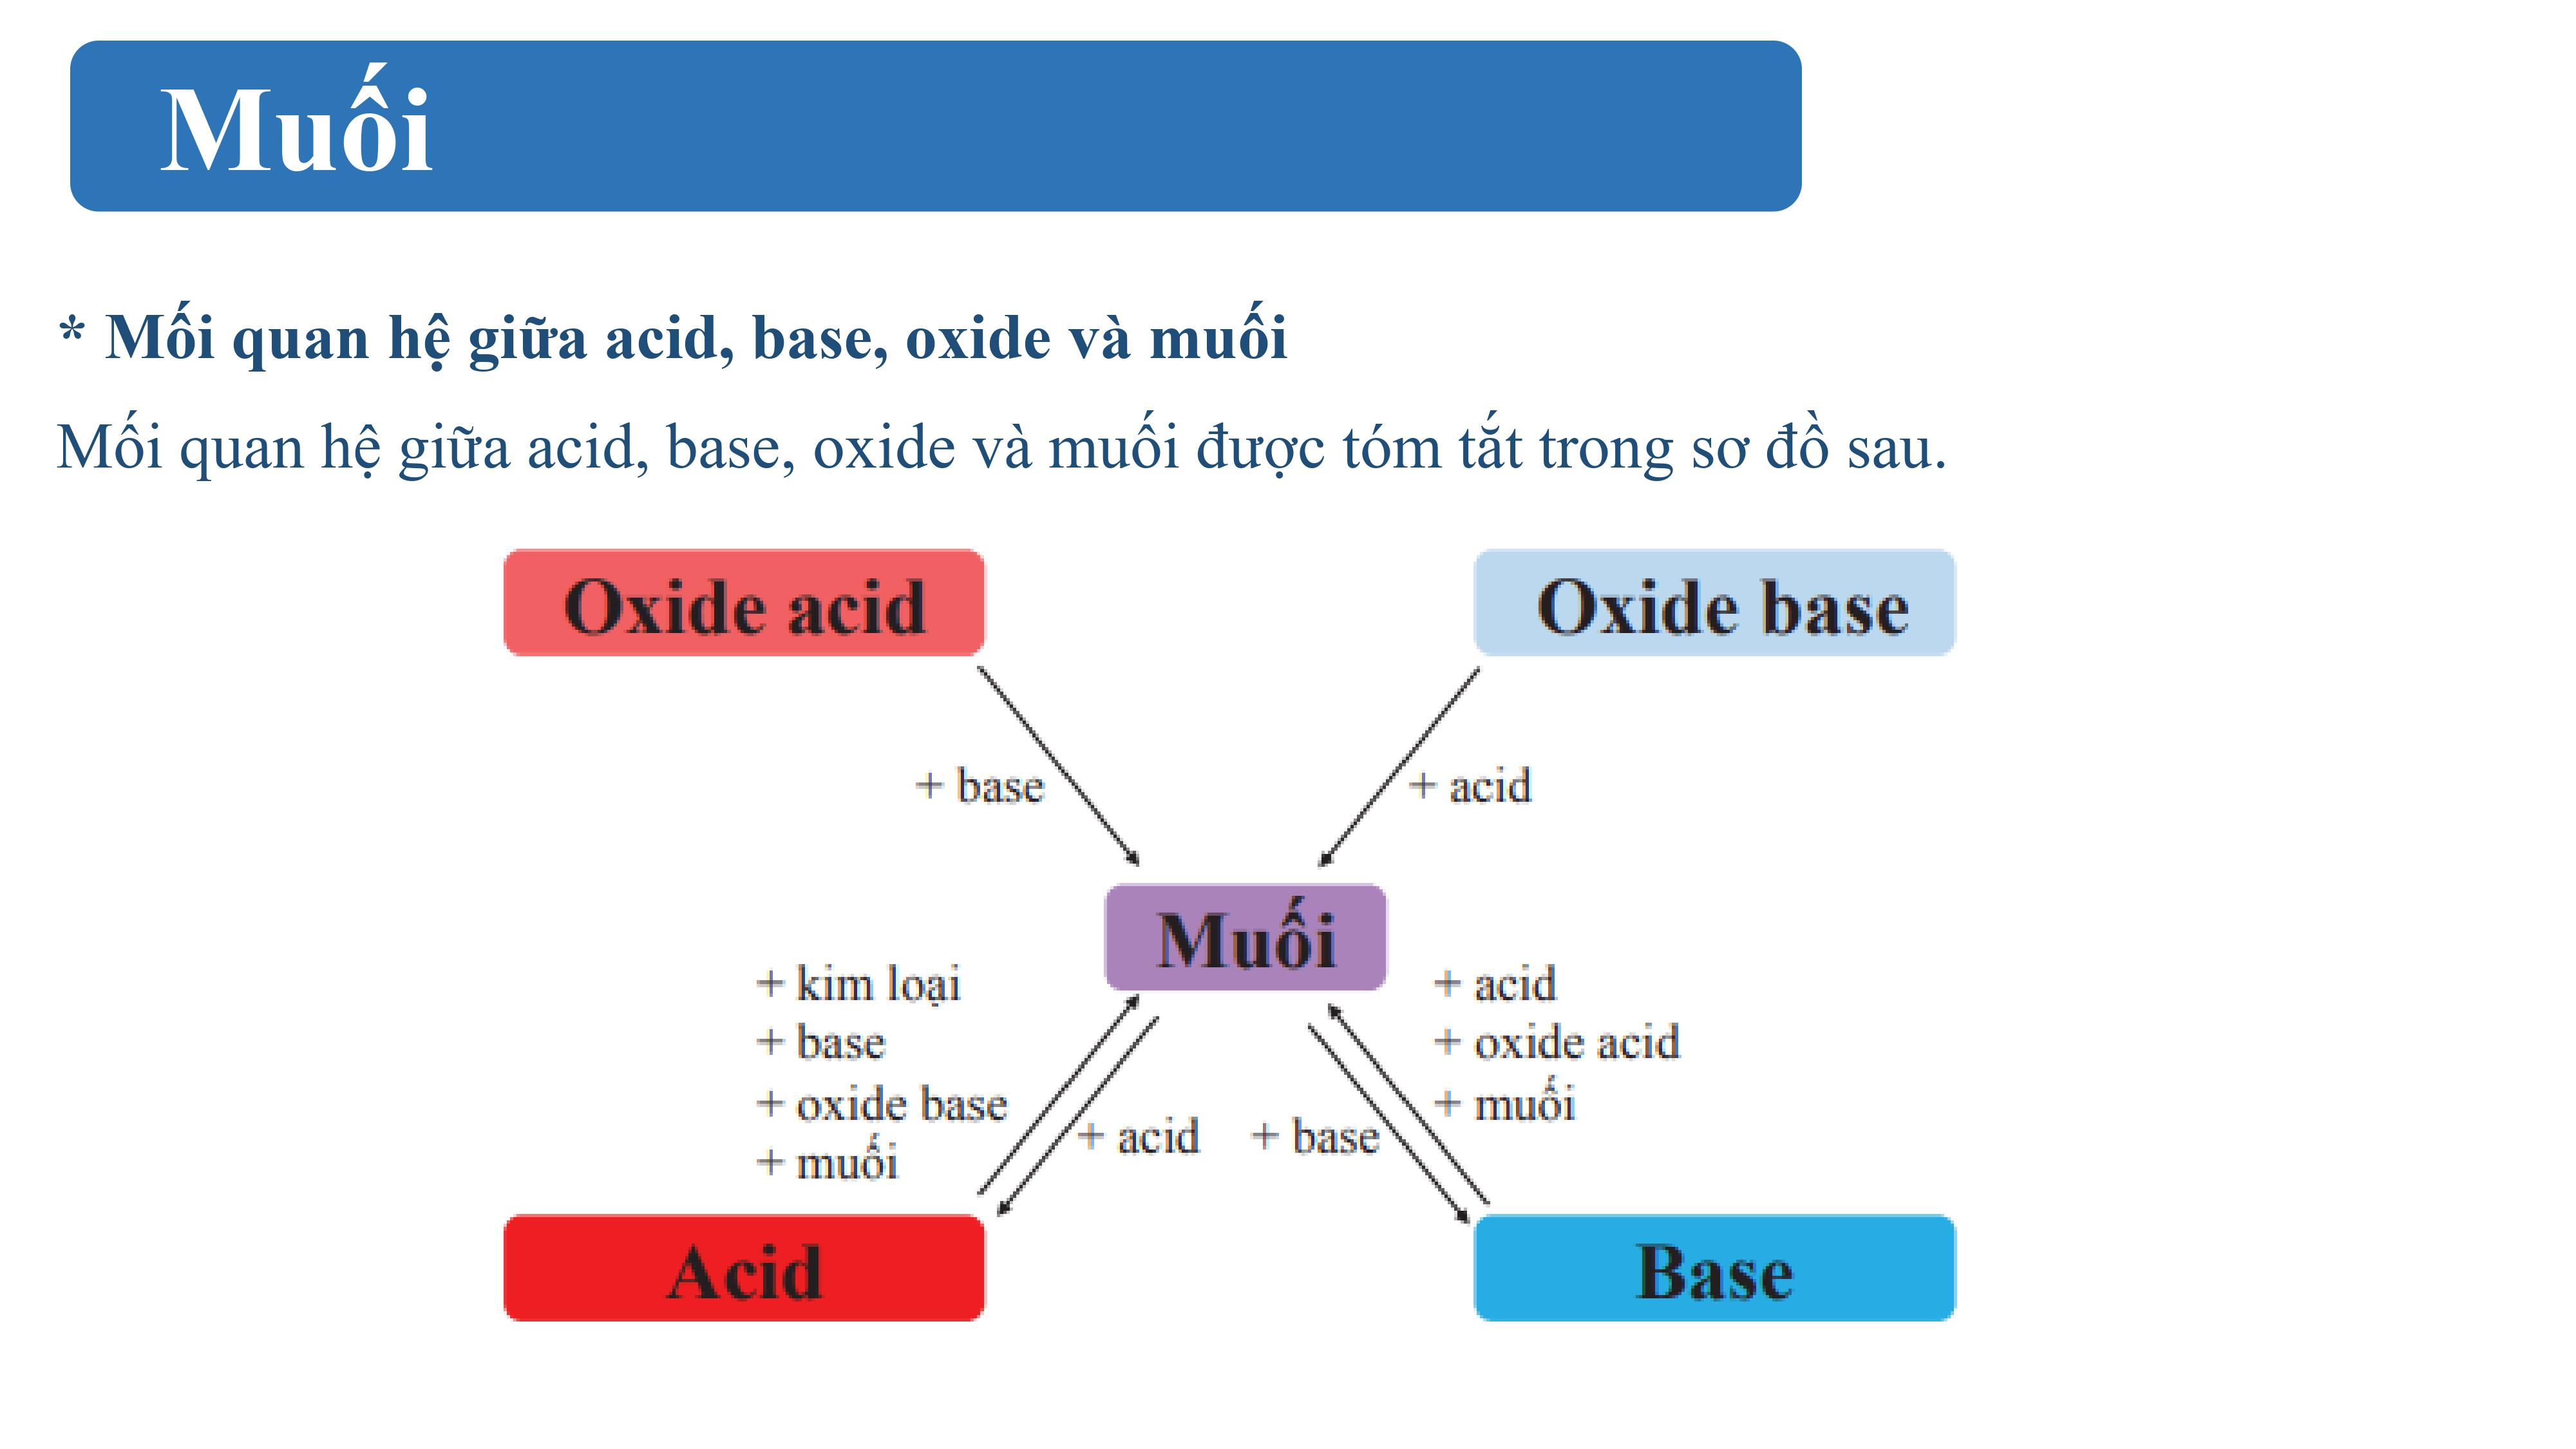 Muối
* Mối quan hệ giữa acid, base, oxide và muối
Mối quan hệ giữa acid, base, oxide và muối được tóm tắt trong sơ đồ sau.
Oxide acid
Oxide base
+ base
+ acid
Muối
+ kim loại
+ base
+ oxide base
+ muối
+ acid
+ base
+ acid
+ oxide acid
+ muối
Acid
Base